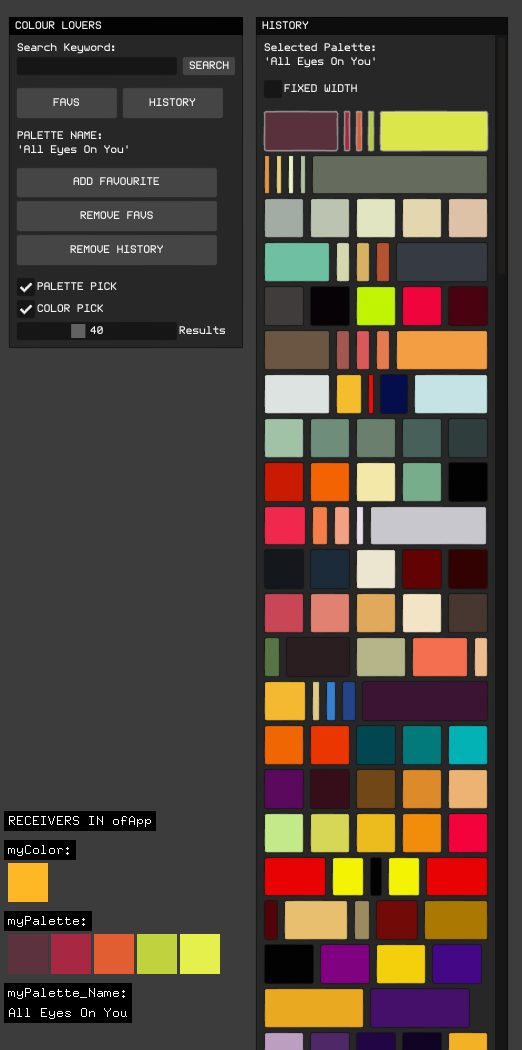 COLOUR LOVERS
Search Keyword:
SEARCH
FAVS
HISTORY
PALETTE NAME:
'All Eyes On You'
ADD FAVOURITE
REMOVE FAVS
REMOVE HISTORY
PALETTE PICK
COLOR PICK
40
Results
HISTORY
Selected Palette:
'All Eyes On You'
FIXED WIDTH
RECEIVERS IN ofApp
myColor:
myPalette:
myPalette_Name:
All Eyes On You